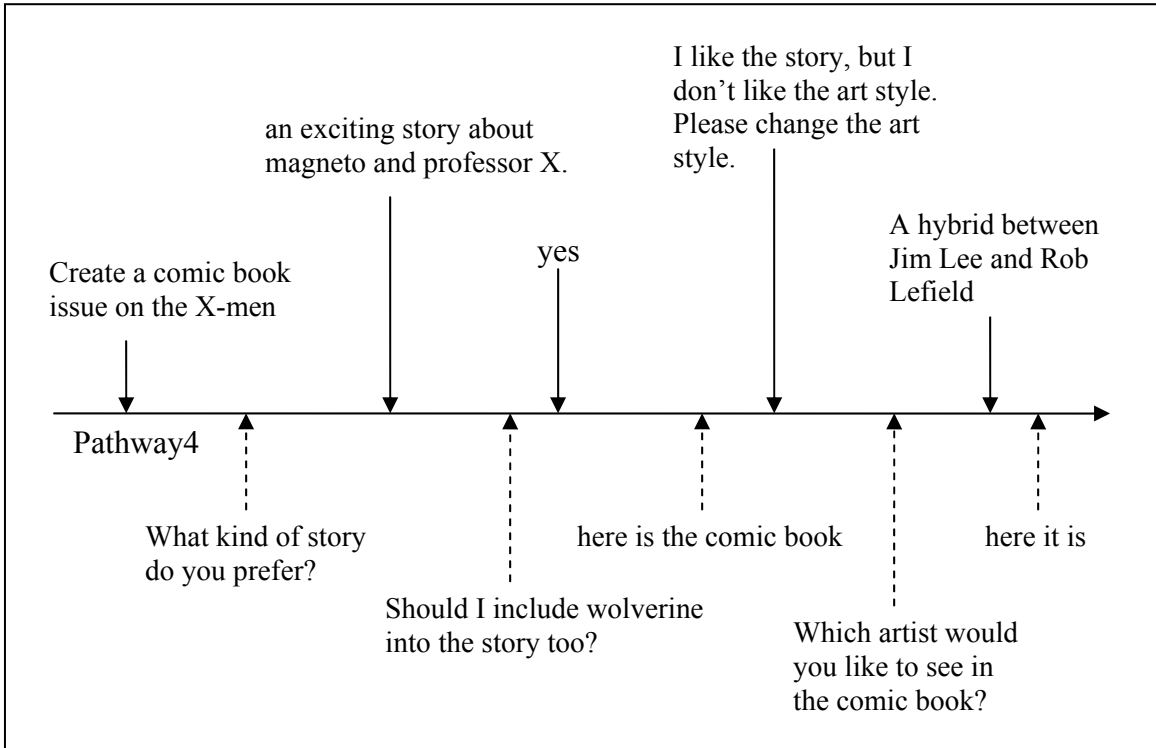 I like the story, but I
don’t like the art style.
Please change the art
style.
an exciting story about
magneto and professor X.
A hybrid between
Jim Lee and Rob
Lefield
yes
Create a comic book
issue on the X-men
Pathway4
What kind of story
do you prefer?
here is the comic book
here it is
Should I include wolverine
into the story too?
Which artist would
you like to see in
the comic book?